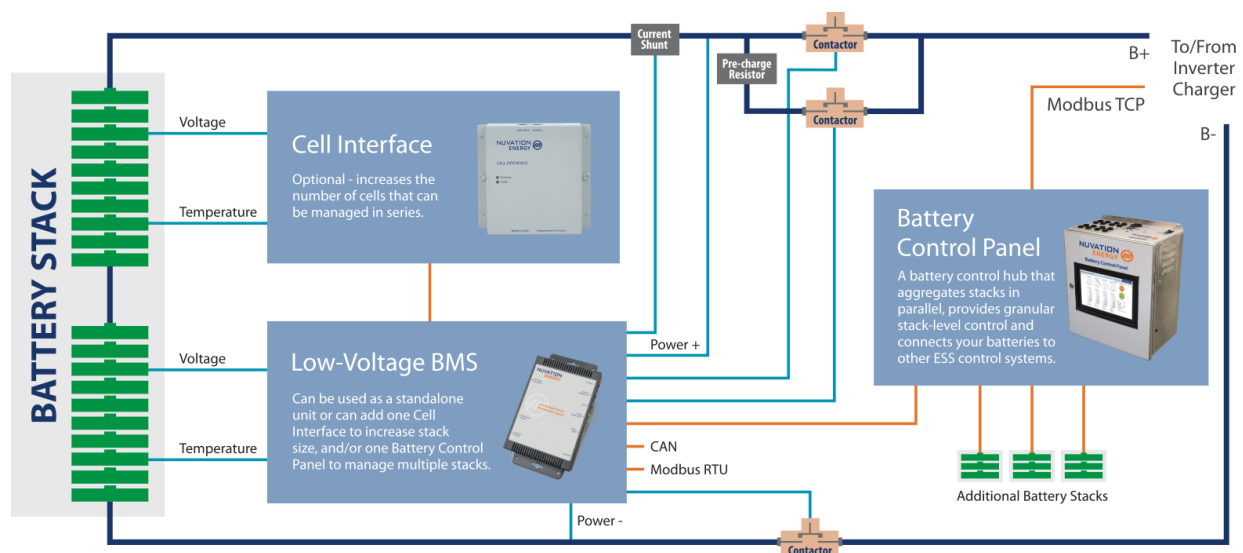 BATTERY STACK
Current
Shunt
Contactor
Pre-charge
Resistor
Contactor
B+
To/From
Inverter
Charger
Modbus TCP
B-
Voltage
Temperature
Cell Interface
Optional - increases the
number of cells that can
be managed in series.
NUVATION
ENERGY
CELL INTERFACE
Battery
Control Panel
A battery control hub that
aggregates stacks in
parallel, provides granular
stack-level control and
connects your batteries to
other ESS control systems.
NUVATION
ENERGY
Battery Control Panel
Voltage
Temperature
Low-Voltage BMS
Can be used as a standalone
unit or can add one Cell
Interface to increase stack
size, and/or one Battery Control
Panel to manage multiple stacks.
NUVATION
ENERGY
Power +
CAN
Modbus RTU
Additional Battery Stacks
Power -
Contactor